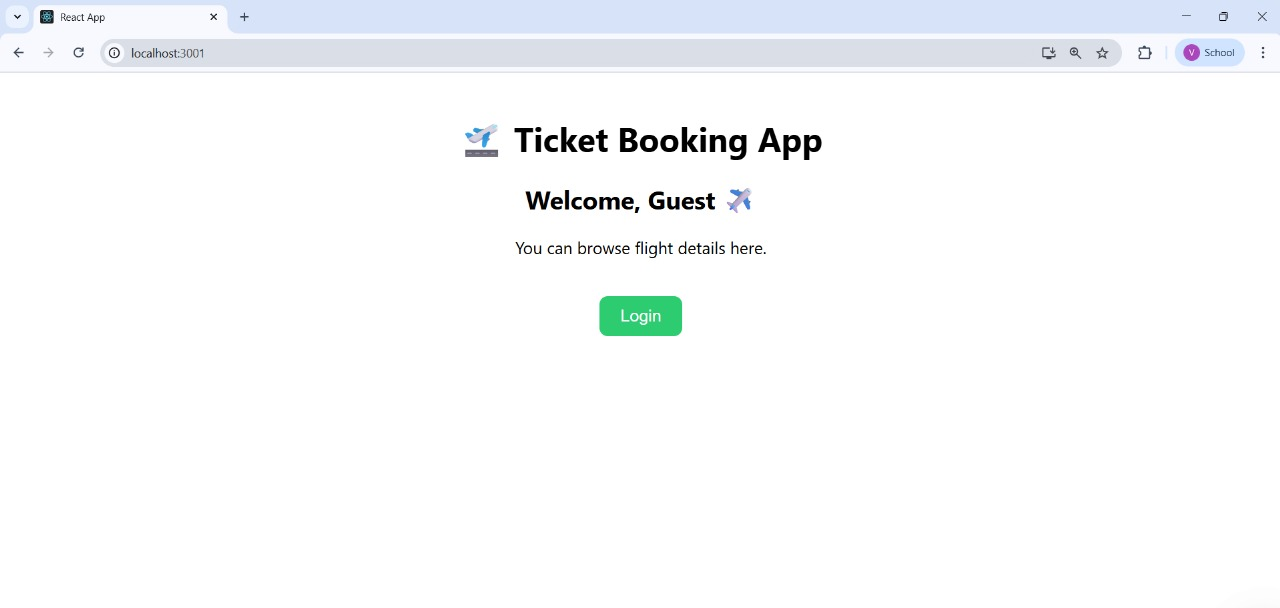 React App
localhost:3001
V School
Ticket Booking App
Welcome, Guest
You can browse flight details here.
Login